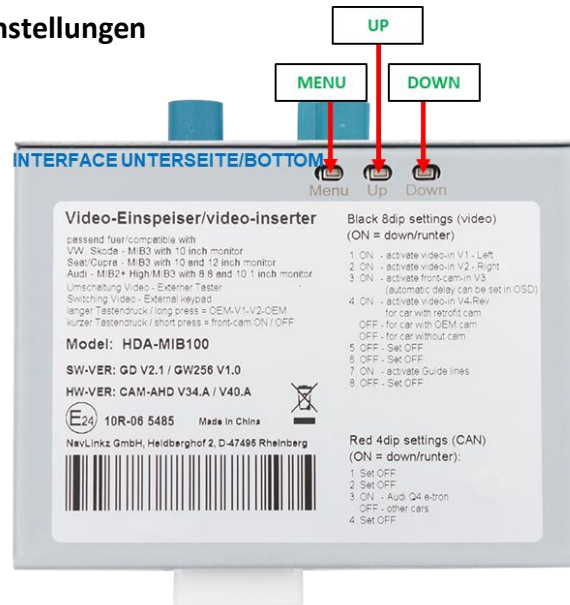 nstellungen
UP
MENU
DOWN
INTERFACE UNTERSEITE/BOTTOM
Menu Up Down
Video-Einspeiser/video-inserter
passend fuer/compatible with
VW, Skoda - MIB3 with 10 inch monitor
Seat/Cupra - MIB3 with 10 and 12 inch monitor
Audi - MIB2+ High/MIB3 with 8.8 and 10.1 inch monitor
Umschaltung Video - Externer Taster
Switching Video - External keypad
langer Tastendruck / long press = OEM-V1-V2-OEM
kurzer Tastendruck / short press = front-cam ON / OFF
Model: HDA-MIB100
SW-VER: GD V2.1 / GW256 V1.0
HW-VER: CAM-AHD V34.A / V40.A
E24 10R-06 5485 Made in China
NavLinkz GmbH, Heidberghof 2, D-47495 Rheinberg
Black 8dip settings (video)
(ON = down/runter)
1 ON - activate video-in V1 - Left
2 ON - activate video-in V2 - Right
3 ON - activate front-cam-in V3
(automatic delay can be set in OSD)
4 ON - activate video-in V4-Rev
for car with retrofit cam
OFF - for car with OEM cam
OFF - for car without cam
5 OFF - Set OFF
6 OFF - Set OFF
7 ON - activate Guide lines
8 OFF - Set OFF
Red 4dip settings (CAN)
(ON = down/runter):
1 Set OFF
2 Set OFF
3 ON - Audi Q4 e-tron
OFF - other cars
4 Set OFF